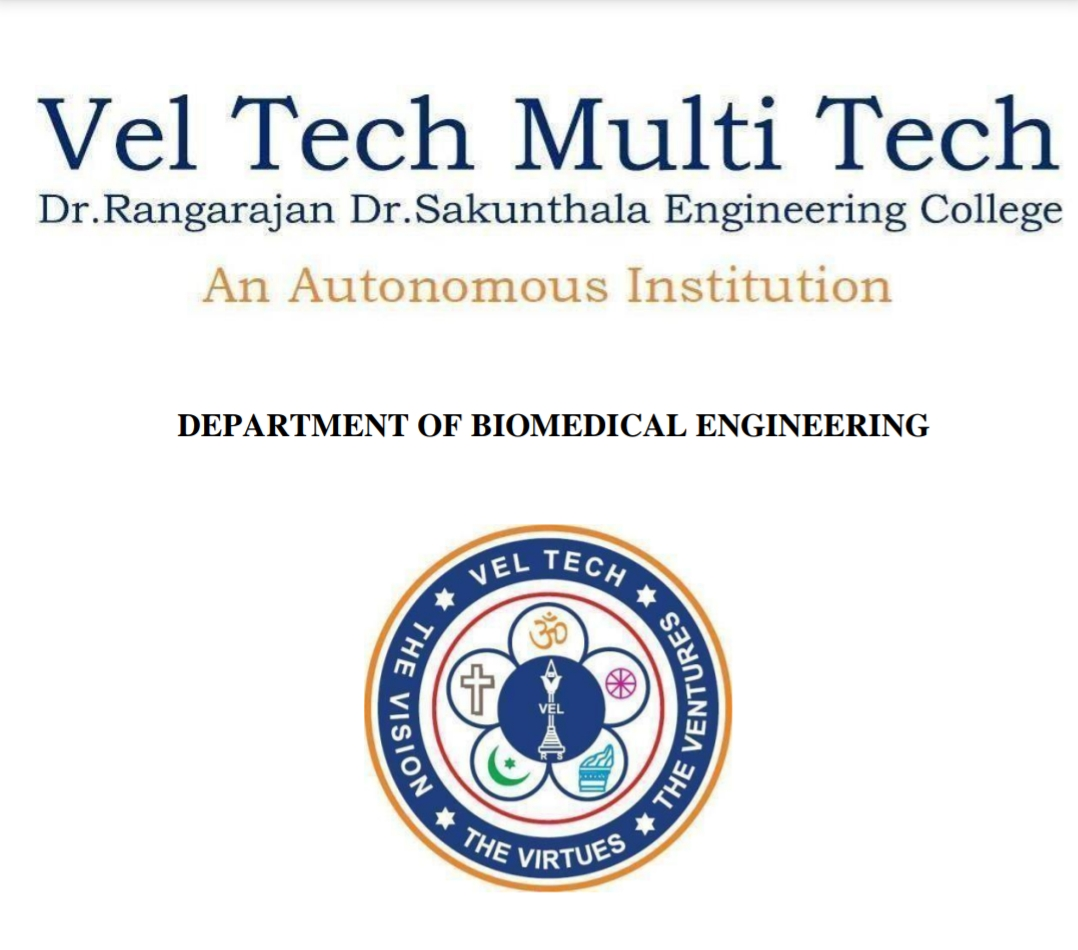 Vel Tech Multi Tech
Dr.Rangarajan Dr.Sakunthala Engineering College
An Autonomous Institution
DEPARTMENT OF BIOMEDICAL ENGINEERING
VEL TECH
THE VISION
THE VENTURES
THE VIRTUES
ॐ
VEL
R S